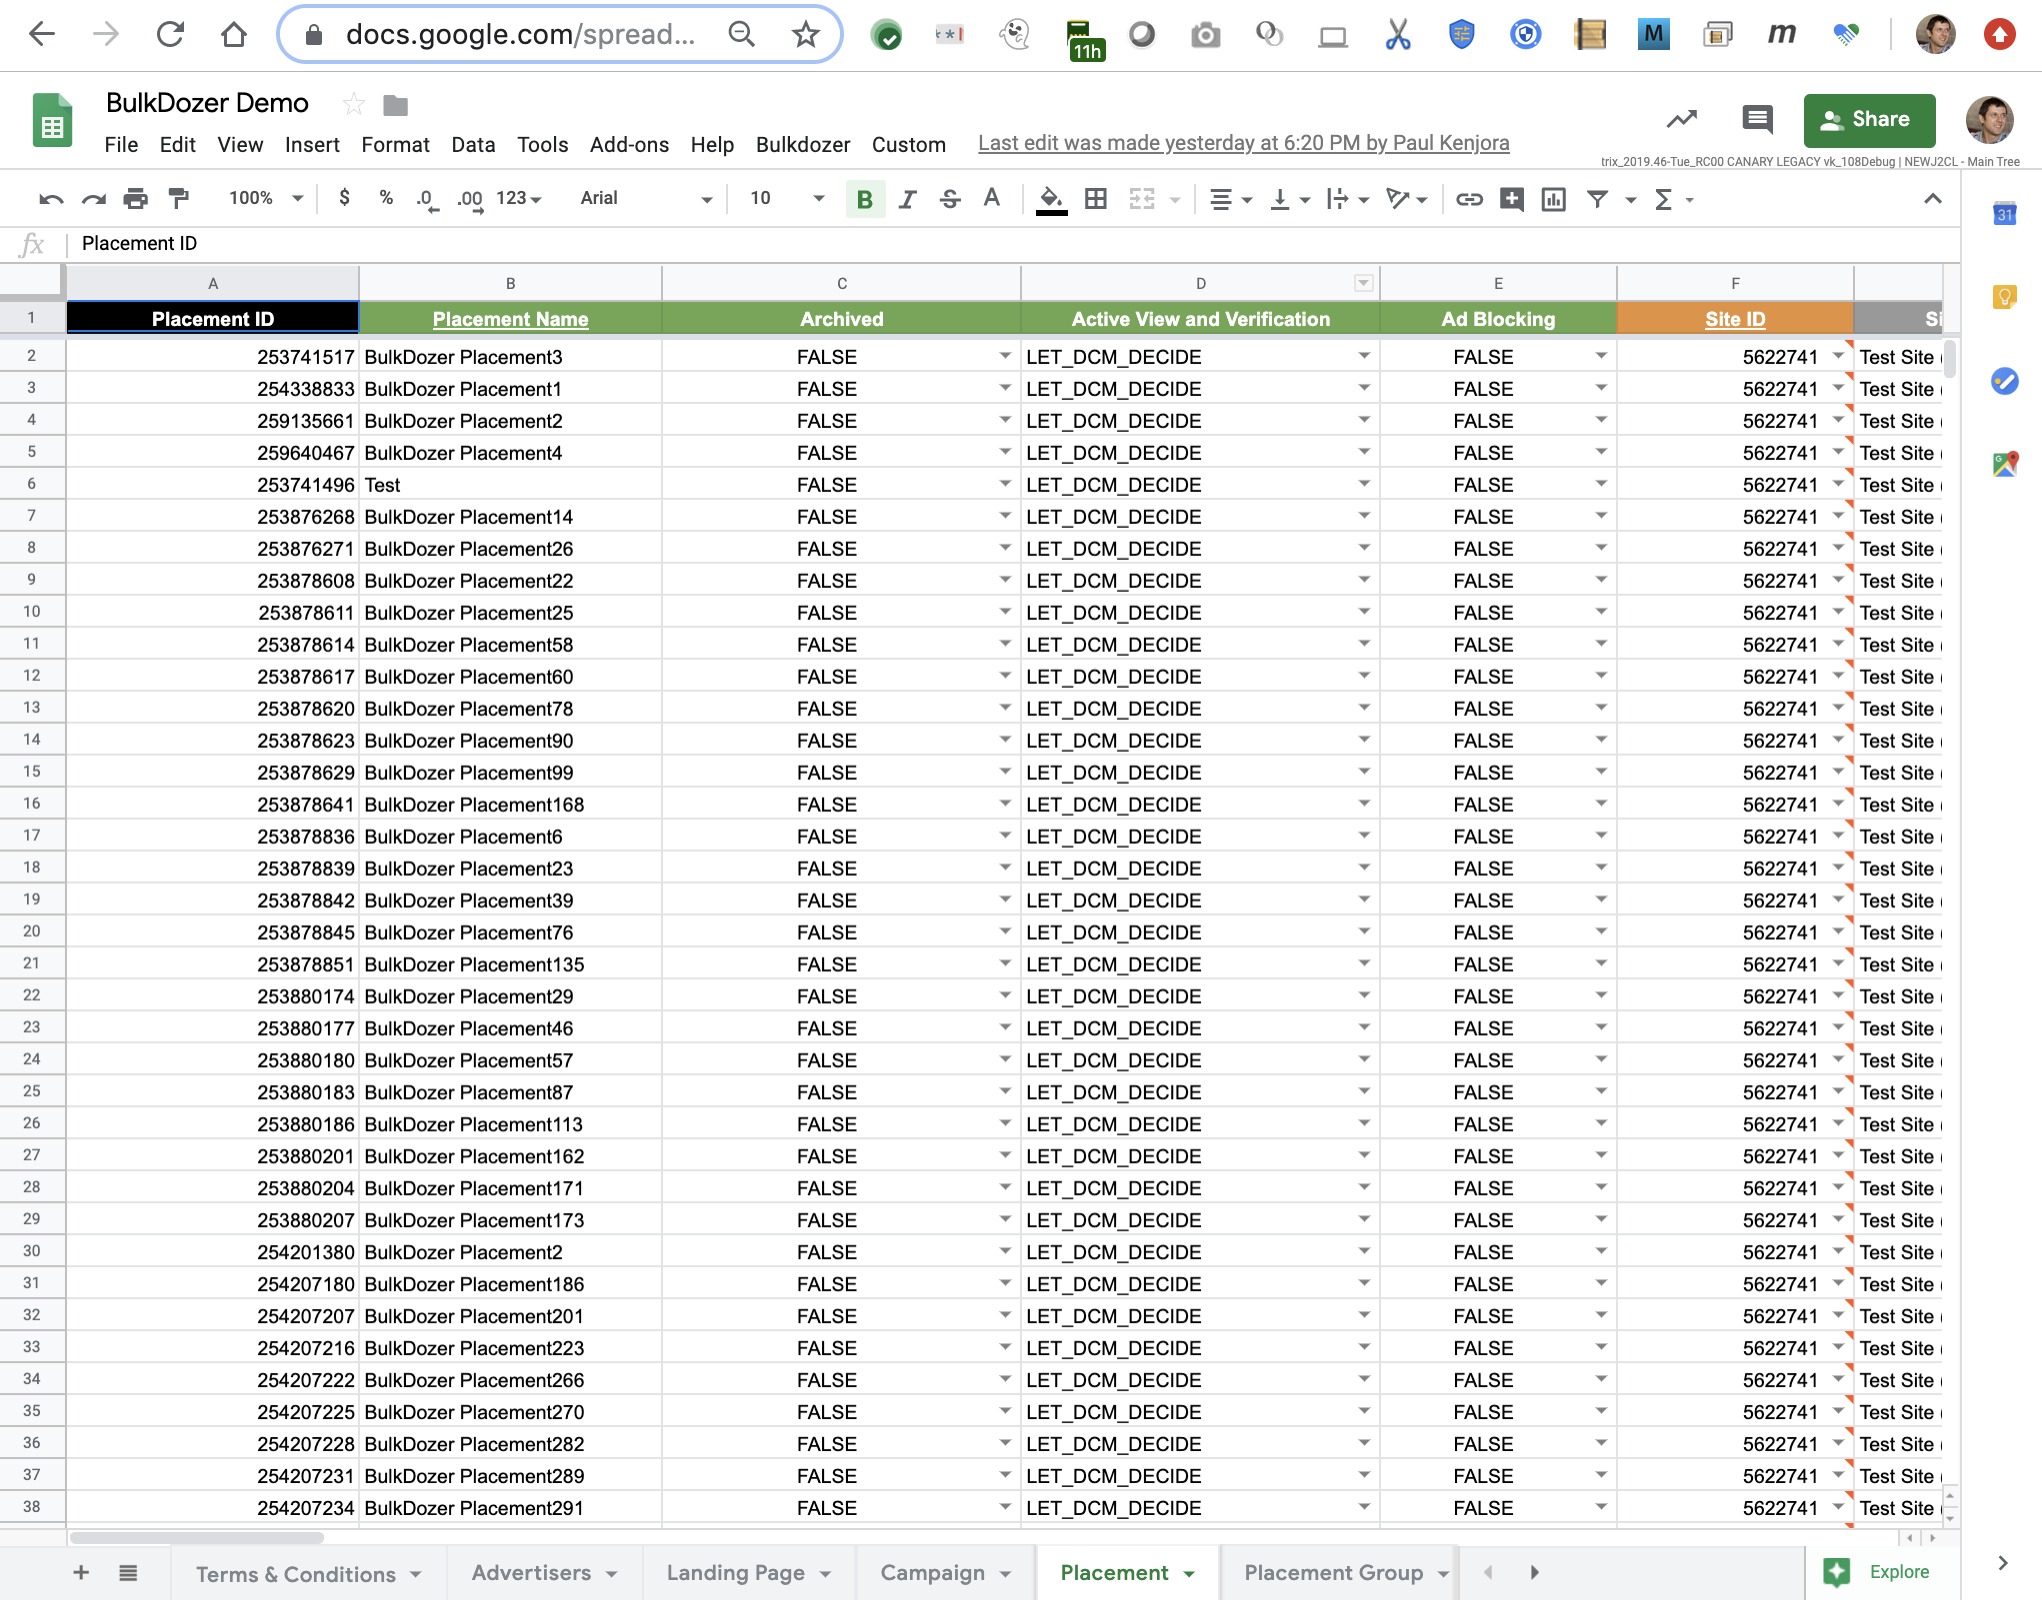 docs.google.com/spread...
**!
11h
M
m
BulkDozer Demo
File Edit View Insert Format Data Tools Add-ons Help Bulkdozer Custom Last edit was made yesterday at 6:20 PM by Paul Kenjora
Share
trix_2019.46-Tue_RC00 CANARY LEGACY vk_108Debug | NEWJ2CL - Main Tree
100% $ % .0 .00 123 Arial 10 B I S A Σ
31
fx Placement ID
A B C D E F
1 Placement ID Placement Name Archived Active View and Verification Ad Blocking Site ID Si
2 253741517 BulkDozer Placement3 FALSE LET_DCM_DECIDE FALSE 5622741 Test Site (
3 254338833 BulkDozer Placement1 FALSE LET_DCM_DECIDE FALSE 5622741 Test Site (
4 259135661 BulkDozer Placement2 FALSE LET_DCM_DECIDE FALSE 5622741 Test Site (
5 259640467 BulkDozer Placement4 FALSE LET_DCM_DECIDE FALSE 5622741 Test Site (
6 253741496 Test FALSE LET_DCM_DECIDE FALSE 5622741 Test Site (
7 253876268 BulkDozer Placement14 FALSE LET_DCM_DECIDE FALSE 5622741 Test Site (
8 253876271 BulkDozer Placement26 FALSE LET_DCM_DECIDE FALSE 5622741 Test Site (
9 253878608 BulkDozer Placement22 FALSE LET_DCM_DECIDE FALSE 5622741 Test Site (
10 253878611 BulkDozer Placement25 FALSE LET_DCM_DECIDE FALSE 5622741 Test Site (
11 253878614 BulkDozer Placement58 FALSE LET_DCM_DECIDE FALSE 5622741 Test Site (
12 253878617 BulkDozer Placement60 FALSE LET_DCM_DECIDE FALSE 5622741 Test Site (
13 253878620 BulkDozer Placement78 FALSE LET_DCM_DECIDE FALSE 5622741 Test Site (
14 253878623 BulkDozer Placement90 FALSE LET_DCM_DECIDE FALSE 5622741 Test Site (
15 253878629 BulkDozer Placement99 FALSE LET_DCM_DECIDE FALSE 5622741 Test Site (
16 253878641 BulkDozer Placement168 FALSE LET_DCM_DECIDE FALSE 5622741 Test Site (
17 253878836 BulkDozer Placement6 FALSE LET_DCM_DECIDE FALSE 5622741 Test Site (
18 253878839 BulkDozer Placement23 FALSE LET_DCM_DECIDE FALSE 5622741 Test Site (
19 253878842 BulkDozer Placement39 FALSE LET_DCM_DECIDE FALSE 5622741 Test Site (
20 253878845 BulkDozer Placement76 FALSE LET_DCM_DECIDE FALSE 5622741 Test Site (
21 253878851 BulkDozer Placement135 FALSE LET_DCM_DECIDE FALSE 5622741 Test Site (
22 253880174 BulkDozer Placement29 FALSE LET_DCM_DECIDE FALSE 5622741 Test Site (
23 253880177 BulkDozer Placement46 FALSE LET_DCM_DECIDE FALSE 5622741 Test Site (
24 253880180 BulkDozer Placement57 FALSE LET_DCM_DECIDE FALSE 5622741 Test Site (
25 253880183 BulkDozer Placement87 FALSE LET_DCM_DECIDE FALSE 5622741 Test Site (
26 253880186 BulkDozer Placement113 FALSE LET_DCM_DECIDE FALSE 5622741 Test Site (
27 253880201 BulkDozer Placement162 FALSE LET_DCM_DECIDE FALSE 5622741 Test Site (
28 253880204 BulkDozer Placement171 FALSE LET_DCM_DECIDE FALSE 5622741 Test Site (
29 253880207 BulkDozer Placement173 FALSE LET_DCM_DECIDE FALSE 5622741 Test Site (
30 254201380 BulkDozer Placement2 FALSE LET_DCM_DECIDE FALSE 5622741 Test Site (
31 254207180 BulkDozer Placement186 FALSE LET_DCM_DECIDE FALSE 5622741 Test Site (
32 254207207 BulkDozer Placement201 FALSE LET_DCM_DECIDE FALSE 5622741 Test Site (
33 254207216 BulkDozer Placement223 FALSE LET_DCM_DECIDE FALSE 5622741 Test Site (
34 254207222 BulkDozer Placement266 FALSE LET_DCM_DECIDE FALSE 5622741 Test Site (
35 254207225 BulkDozer Placement270 FALSE LET_DCM_DECIDE FALSE 5622741 Test Site (
36 254207228 BulkDozer Placement282 FALSE LET_DCM_DECIDE FALSE 5622741 Test Site (
37 254207231 BulkDozer Placement289 FALSE LET_DCM_DECIDE FALSE 5622741 Test Site (
38 254207234 BulkDozer Placement291 FALSE LET_DCM_DECIDE FALSE 5622741 Test Site (
Terms & Conditions Advertisers Landing Page Campaign Placement Placement Group Explore